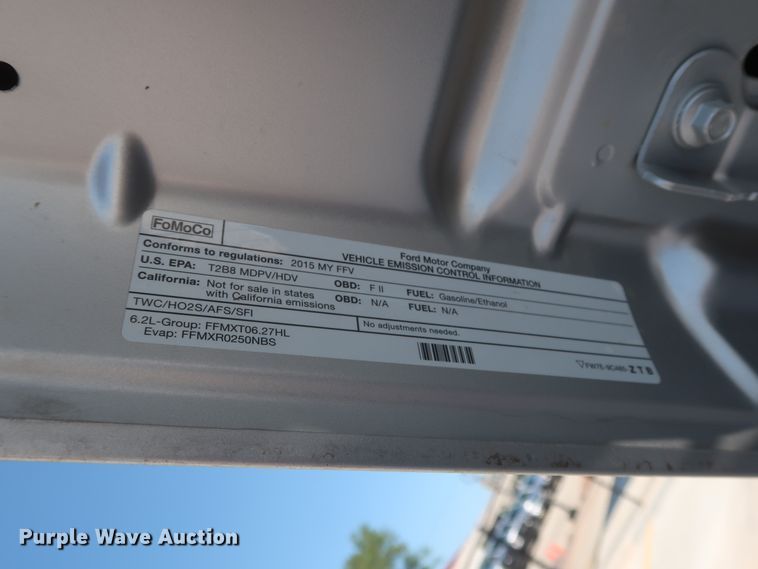 FoMoCo
Ford Motor Company
VEHICLE EMISSION CONTROL INFORMATION
Conforms to regulations: 2015 MY FFV
U.S. EPA: T2B8 MDPV/HDV OBD: F II FUEL: Gasoline/Ethanol
California: Not for sale in states with California emissions OBD: N/A FUEL: N/A
TWC/HO2S/AFS/SFI No adjustments needed.
6.2L-Group: FFMXT06.27HL
Evap: FFMXR0250NBS
ZTB
Purple Wave Auction